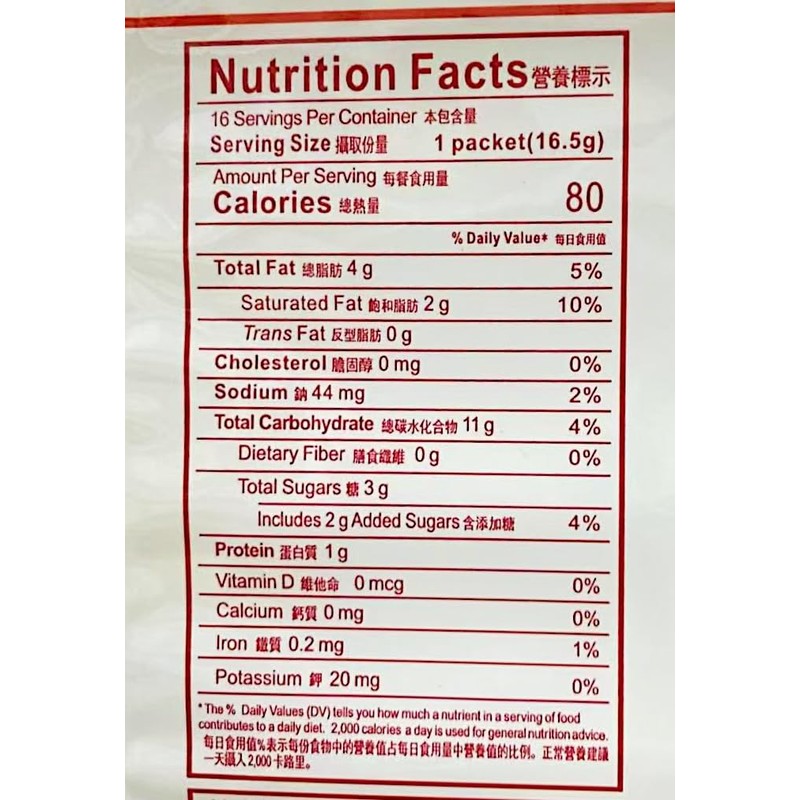 Nutrition Facts 營養標示
16 Servings Per Container 本包含量
Serving Size 攝取份量 1 packet(16.5g)
Amount Per Serving 每餐食用量
Calories 總熱量 80
% Daily Value* 每日食用值
Total Fat 總脂肪 4 g 5%
Saturated Fat 飽和脂肪 2 g 10%
Trans Fat 反型脂肪 0 g
Cholesterol 膽固醇 0 mg 0%
Sodium 鈉 44 mg 2%
Total Carbohydrate 總碳水化合物 11 g 4%
Dietary Fiber 膳食纖維 0 g 0%
Total Sugars 糖 3 g
Includes 2 g Added Sugars 含添加糖 4%
Protein 蛋白質 1 g
Vitamin D 維他命 0 mcg 0%
Calcium 鈣質 0 mg 0%
Iron 鐵質 0.2 mg 1%
Potassium 鉀 20 mg 0%
* The % Daily Values (DV) tells you how much a nutrient in a serving of food
contributes to a daily diet. 2,000 calories a day is used for general nutrition advice.
每日食用值%表示每份食物中的營養值占每日食用量中營養值的比例。正常營養建議
一天攝入2,000卡路里。